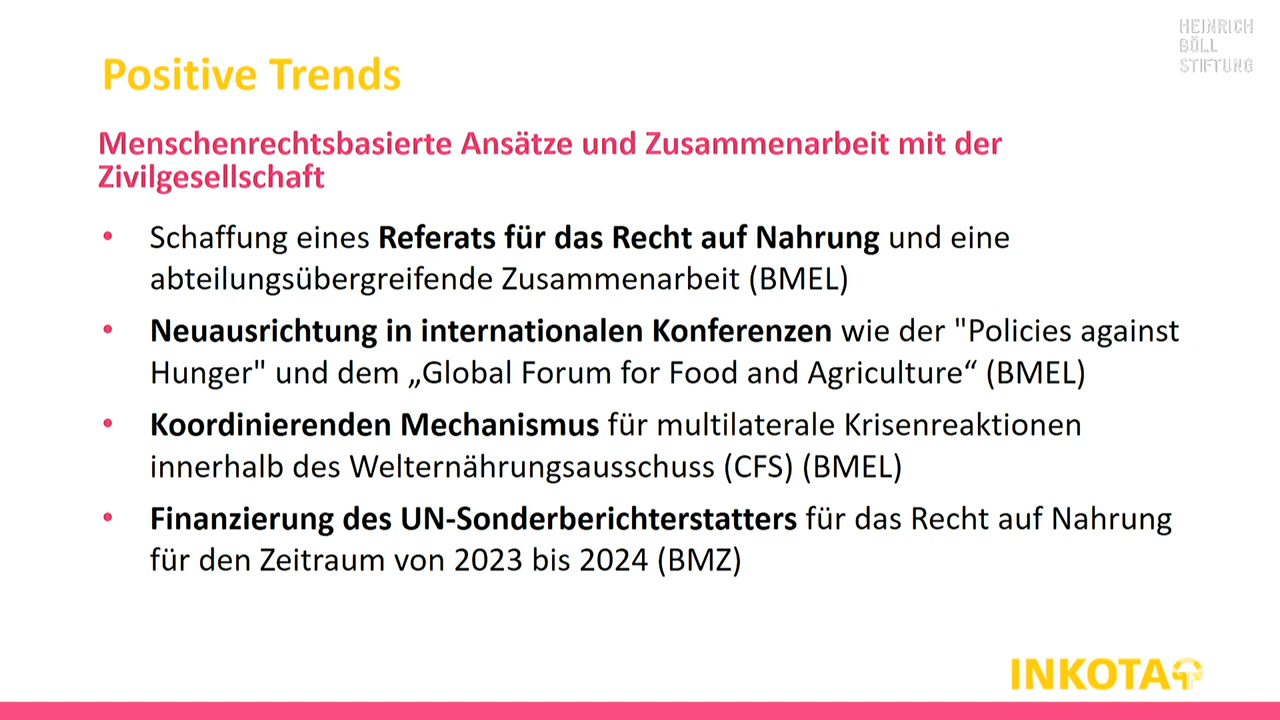 HEINRICH
BÖLL
STIFTUNG
Positive Trends
Menschenrechtsbasierte Ansätze und Zusammenarbeit mit der
Zivilgesellschaft
• Schaffung eines Referats für das Recht auf Nahrung und eine
abteilungsübergreifende Zusammenarbeit (BMEL)
• Neuausrichtung in internationalen Konferenzen wie der "Policies against
Hunger" und dem „Global Forum for Food and Agriculture“ (BMEL)
• Koordinierenden Mechanismus für multilaterale Krisenreaktionen
innerhalb des Welternährungsausschuss (CFS) (BMEL)
• Finanzierung des UN-Sonderberichterstatters für das Recht auf Nahrung
für den Zeitraum von 2023 bis 2024 (BMZ)
INKOTA